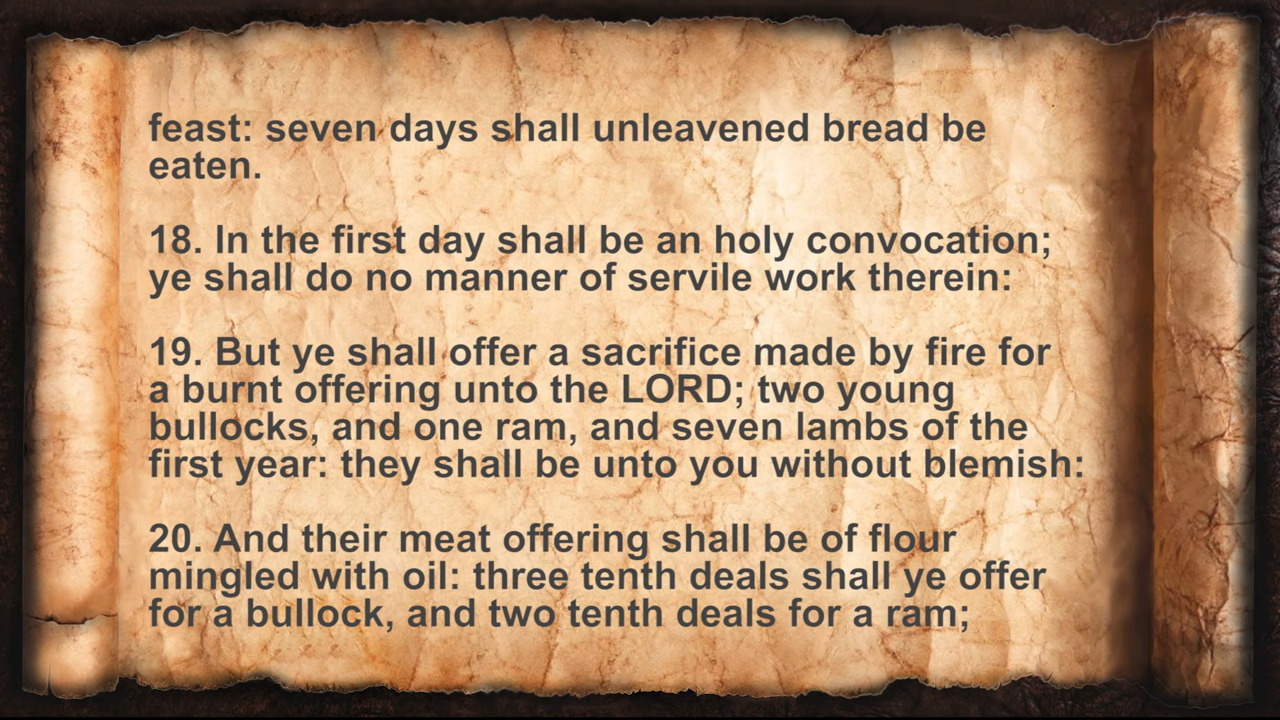 feast: seven days shall unleavened bread be
eaten.
18. In the first day shall be an holy convocation;
ye shall do no manner of servile work therein:
19. But ye shall offer a sacrifice made by fire for
a burnt offering unto the LORD; two young
bullocks, and one ram, and seven lambs of the
first year: they shall be unto you without blemish:
20. And their meat offering shall be of flour
mingled with oil: three tenth deals shall ye offer
for a bullock, and two tenth deals for a ram;